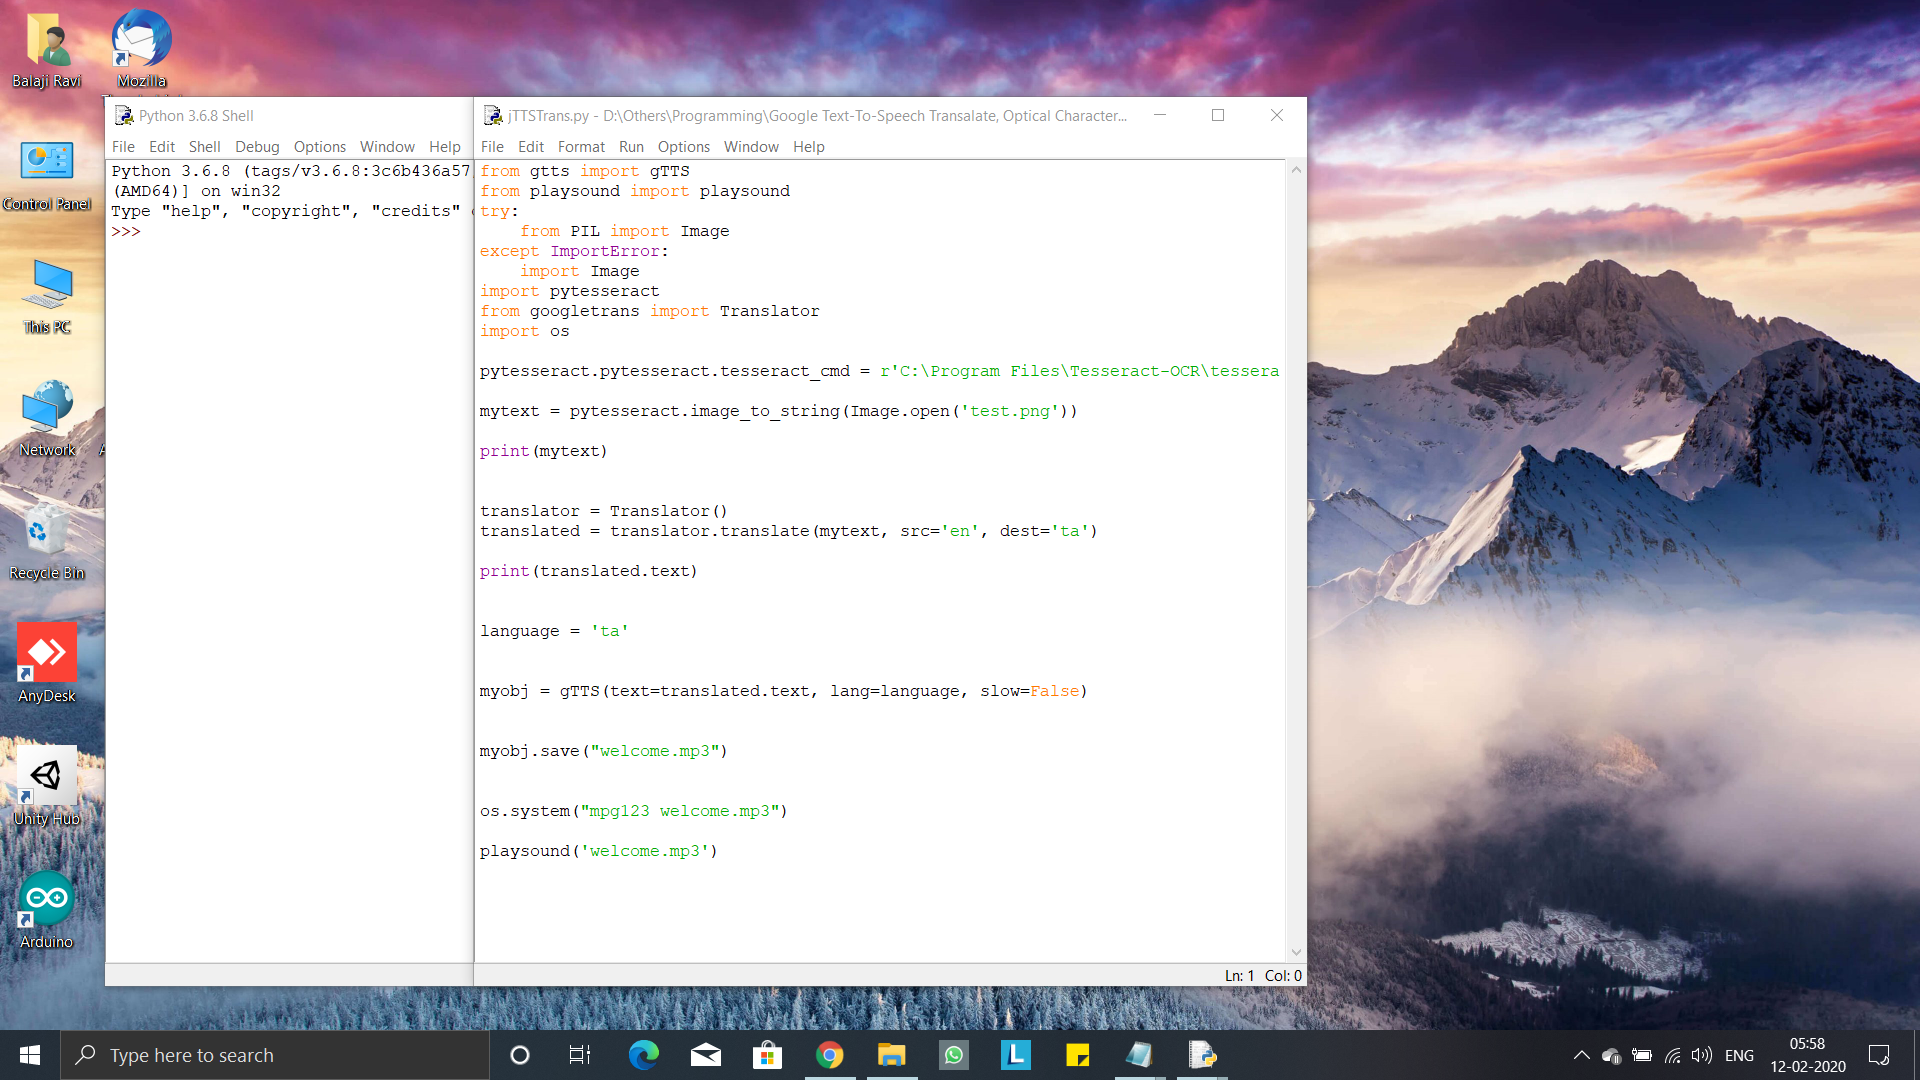 Balaji Ravi
Mozilla
Control Panel
This PC
Network
Recycle Bin
AnyDesk
Unity Hub
Arduino
Python 3.6.8 Shell
File Edit Shell Debug Options Window Help
Python 3.6.8 (tags/v3.6.8:3c6b436a57
(AMD64)] on win32
Type "help", "copyright", "credits"
>>>
jTTSTrans.py - D:\Others\Programming\Google Text-To-Speech Transalate, Optical Character...
File Edit Format Run Options Window Help
from gtts import gTTS
from playsound import playsound
try:
    from PIL import Image
except ImportError:
    import Image
import pytesseract
from googletrans import Translator
import os
pytesseract.pytesseract.tesseract_cmd = r'C:\Program Files\Tesseract-OCR\tessera
mytext = pytesseract.image_to_string(Image.open('test.png'))
print(mytext)
translator = Translator()
translated = translator.translate(mytext, src='en', dest='ta')
print(translated.text)
language = 'ta'
myobj = gTTS(text=translated.text, lang=language, slow=False)
myobj.save("welcome.mp3")
os.system("mpg123 welcome.mp3")
playsound('welcome.mp3')
Ln: 1 Col: 0
Type here to search
L
ENG
05:58
12-02-2020